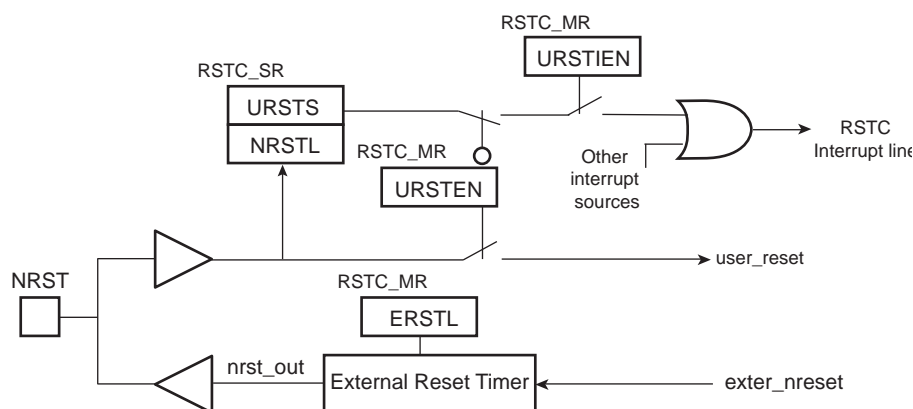 RSTC_MR
URSTIEN
RSTC_SR
URSTS
NRSTL
RSTC_MR
URSTEN
Other
interrupt
sources
RSTC
Interrupt line
NRST
user_reset
RSTC_MR
ERSTL
nrst_out
External Reset Timer
exter_nreset